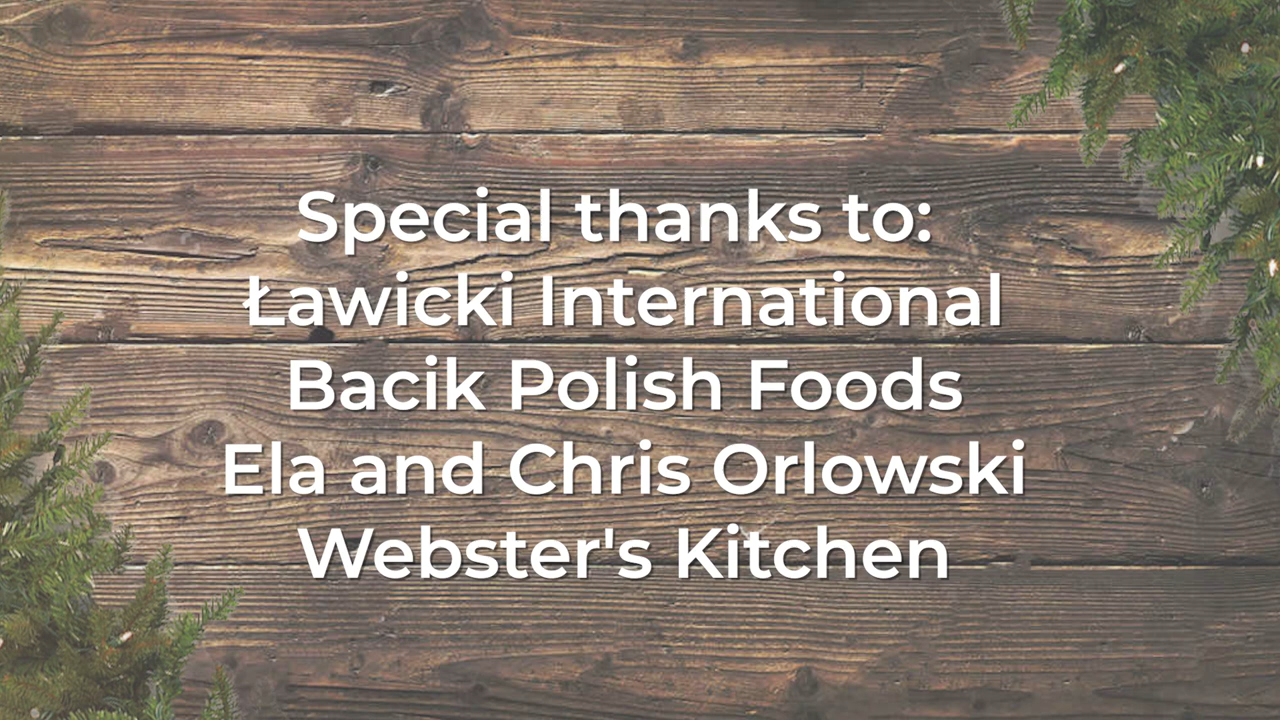 Special thanks to:
Ławicki International
Bacik Polish Foods
Ela and Chris Orlowski
Webster's Kitchen